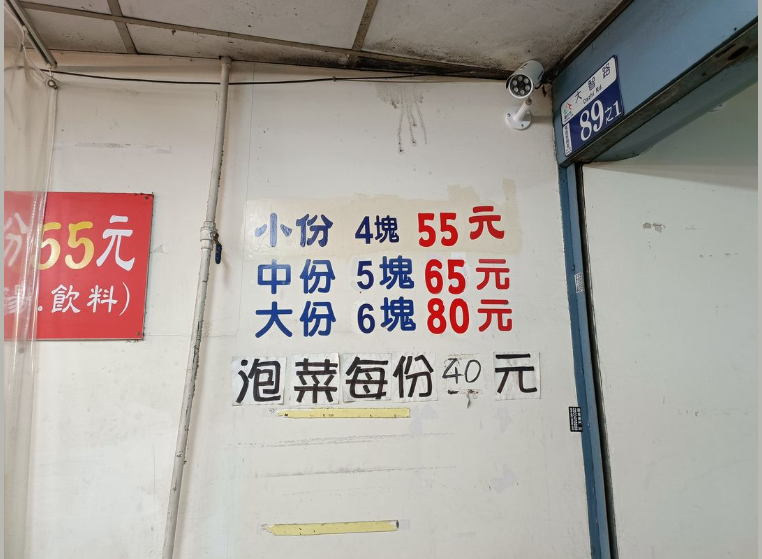 份55元
.飲料)
小份 4塊 55元
中份 5塊 65元
大份 6塊 80元
泡菜每份40元
大智路
Dazhi Rd.
89之1